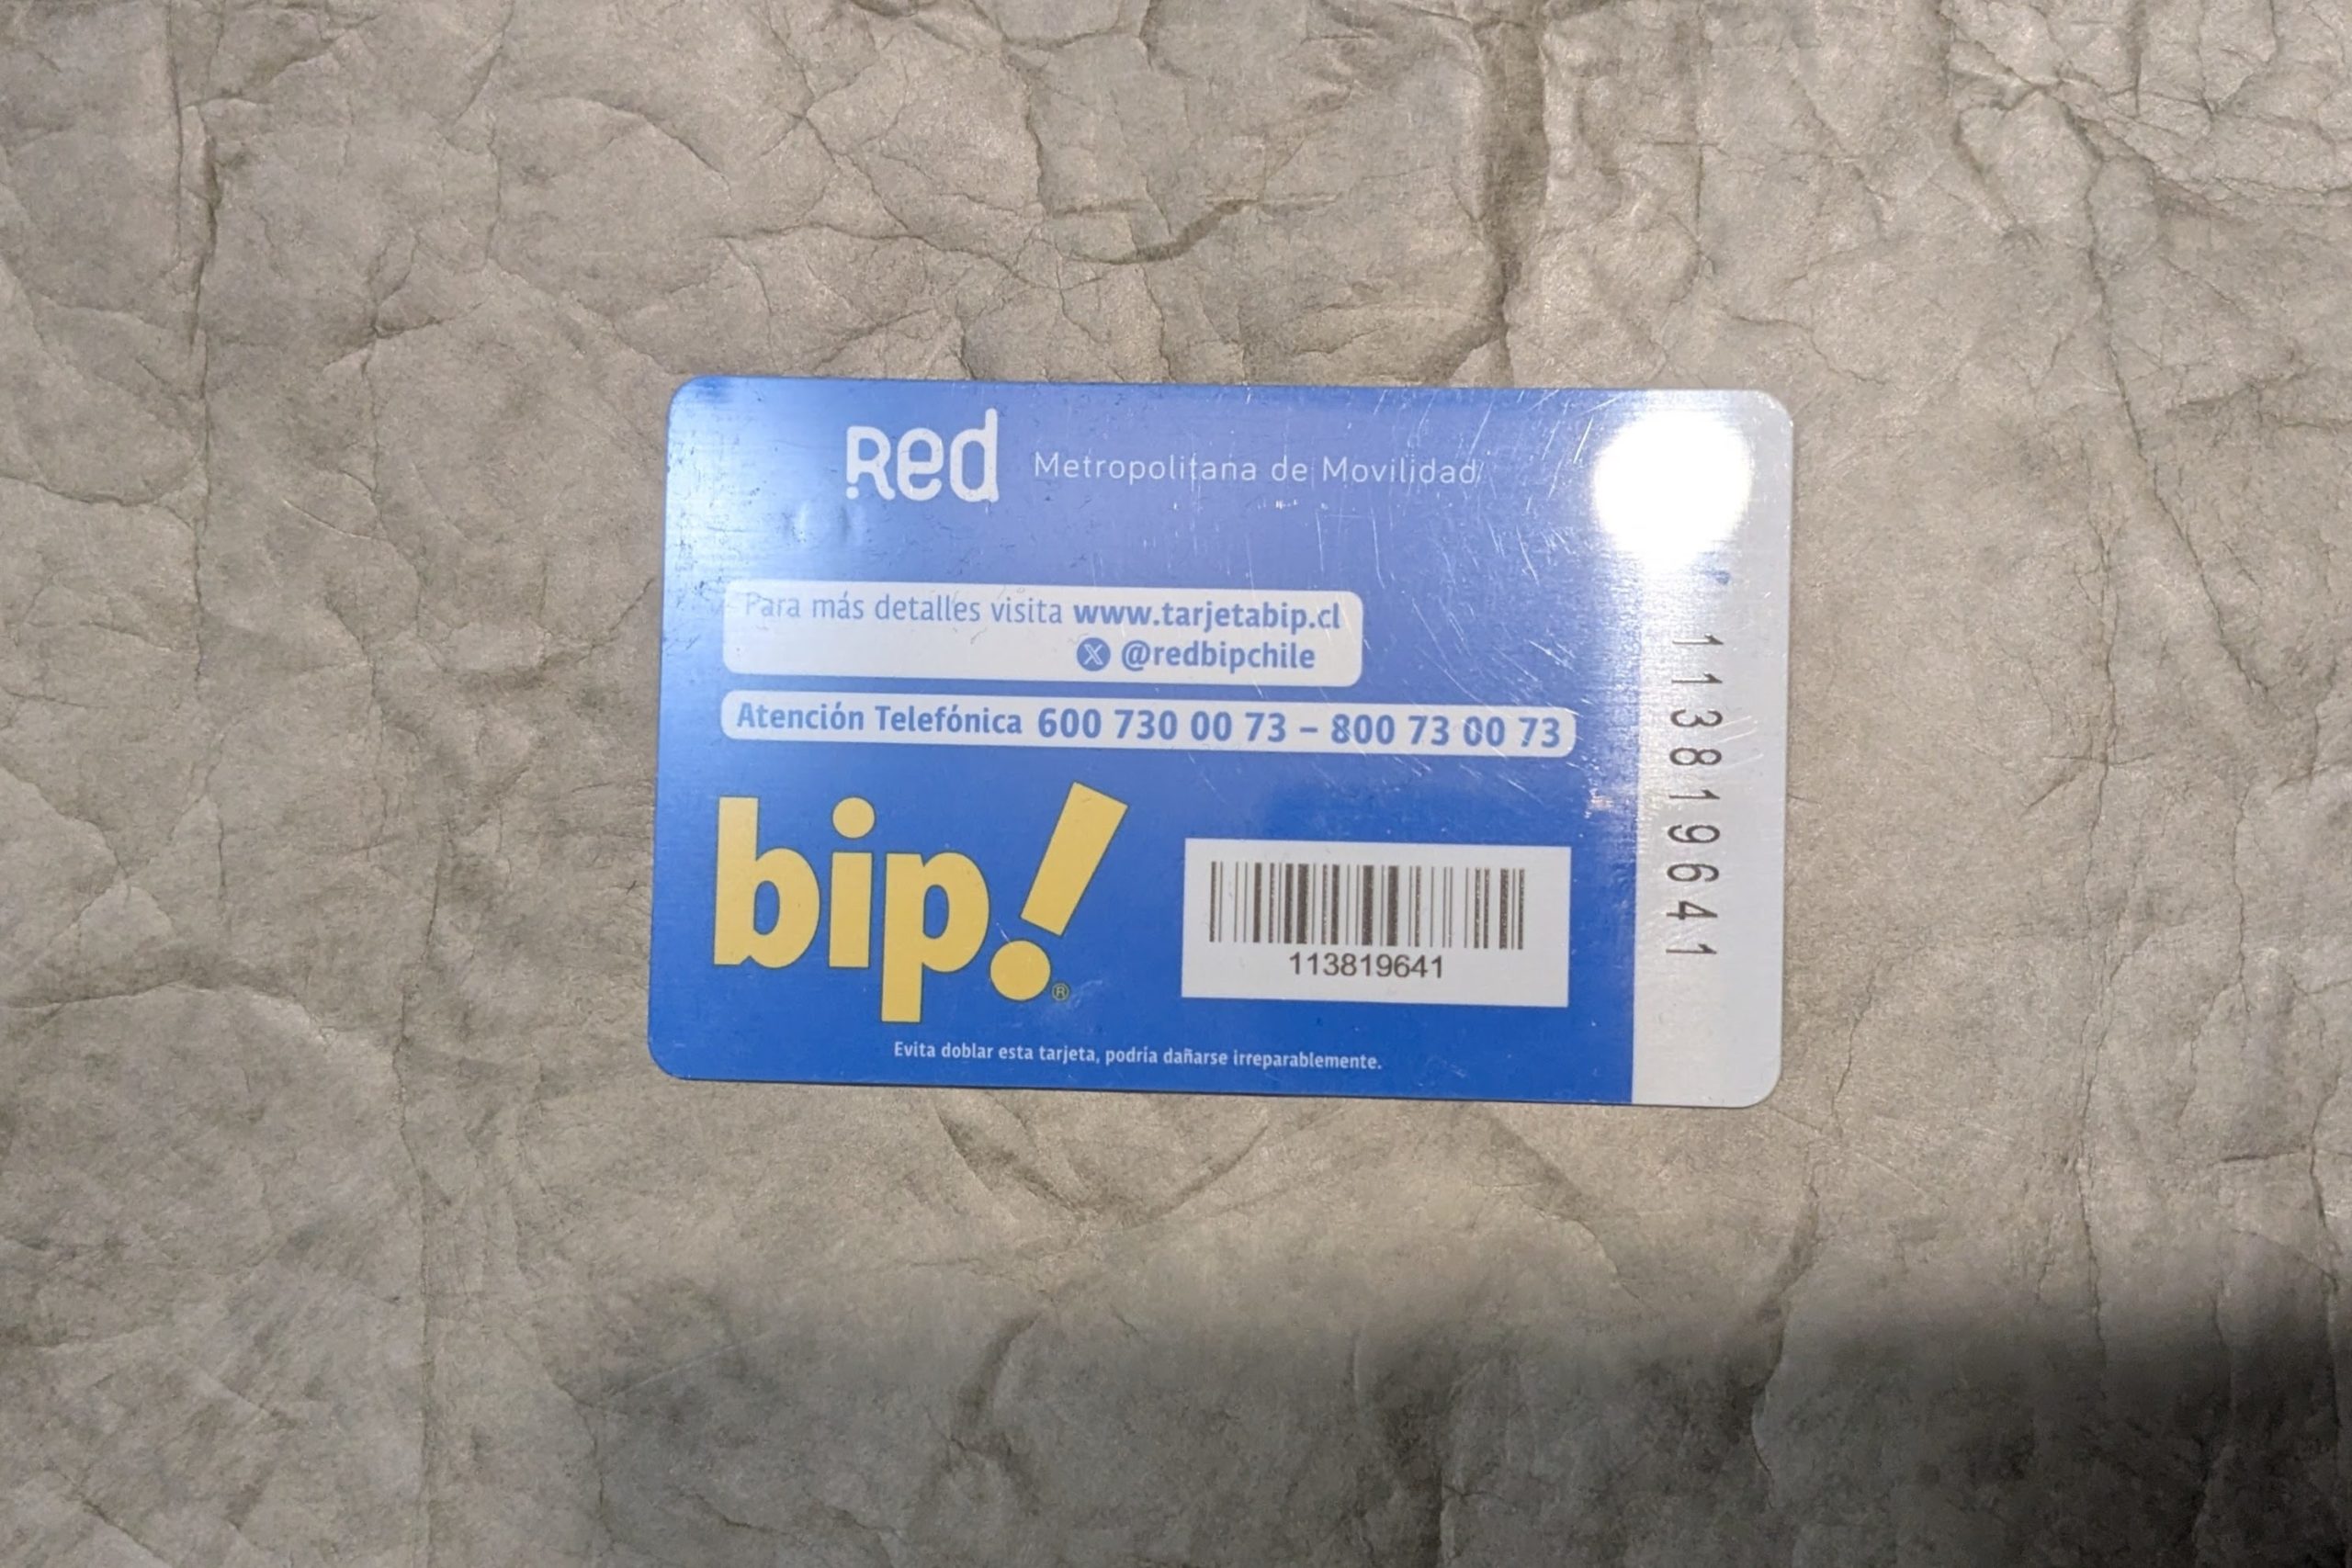 Red Metropolitana de Movilidad
Para más detalles visita www.tarjetabip.cl
@redbipchile
Atención Telefónica 600 730 00 73 – 800 73 00 73
bip!®
113819641
Evita doblar esta tarjeta, podría dañarse irreparablemente.
113819641